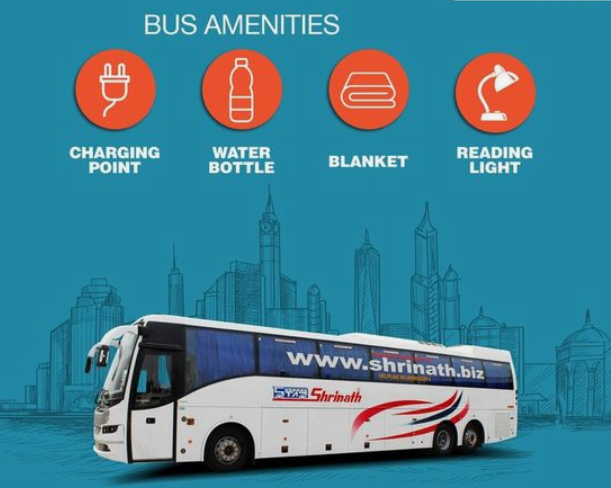 BUS AMENITIES
CHARGING
POINT
WATER
BOTTLE
BLANKET
READING
LIGHT
www.shrinath.biz
Shrinath